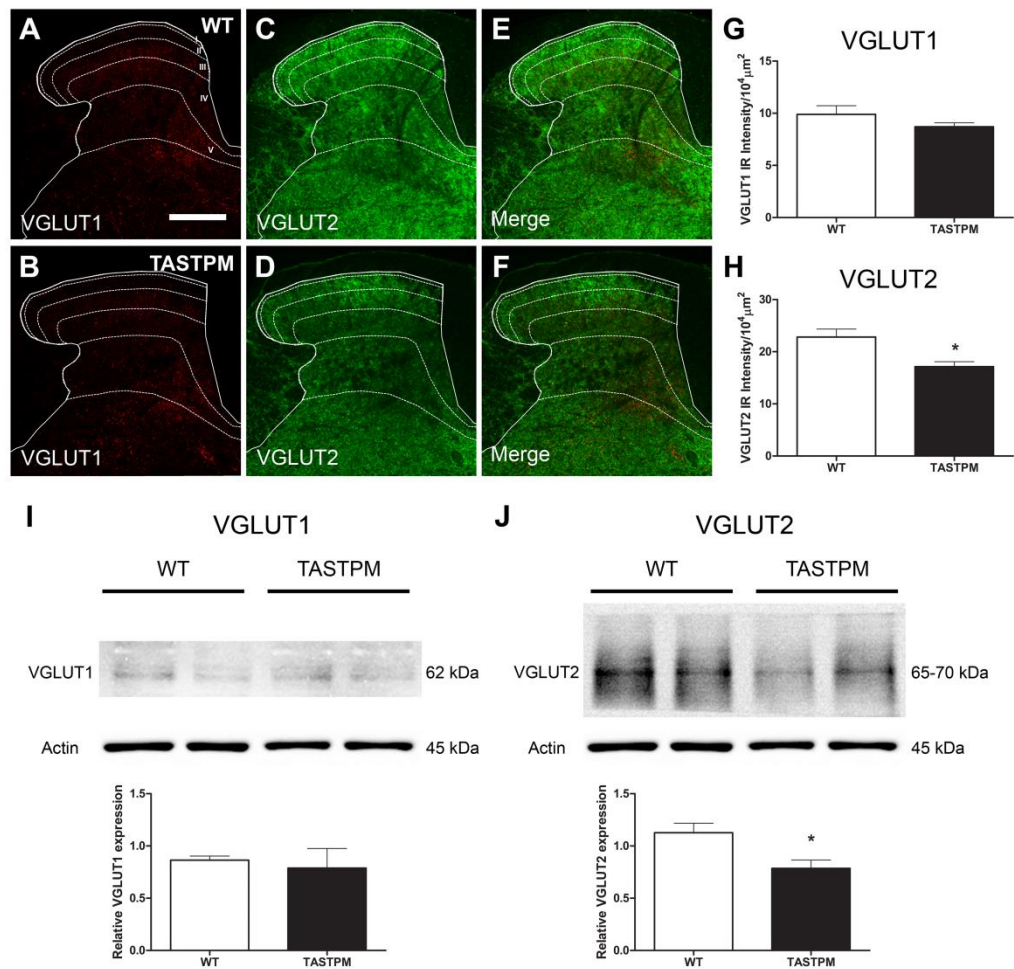 A WT
I
II
III
IV
V
VGLUT1
C
VGLUT2
E
Merge
B TASTPM
VGLUT1
D
VGLUT2
F
Merge
G
VGLUT1
VGLUT1 IR Intensity/10⁴μm²
15
10
5
0
WT TASTPM
H
VGLUT2
VGLUT2 IR Intensity/10⁴μm²
30
20
10
0
*
WT TASTPM
I VGLUT1
WT TASTPM
VGLUT1 62 kDa
Actin 45 kDa
Relative VGLUT1 expression
1.5
1.0
0.5
0.0
WT TASTPM
J VGLUT2
WT TASTPM
VGLUT2 65-70 kDa
Actin 45 kDa
Relative VGLUT2 expression
1.5
1.0
0.5
0.0
*
WT TASTPM